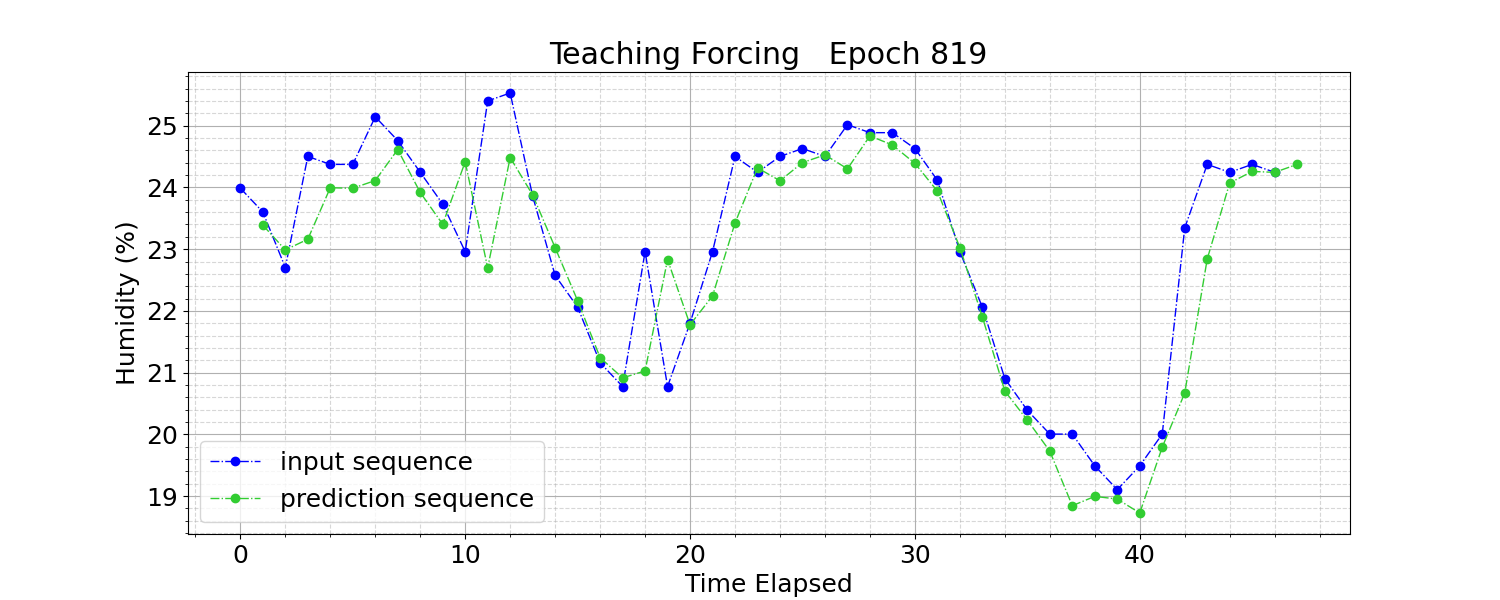 Teaching Forcing   Epoch 819
Humidity (%)
25
24
23
22
21
20
19
input sequence
prediction sequence
0 10 20 30 40
Time Elapsed